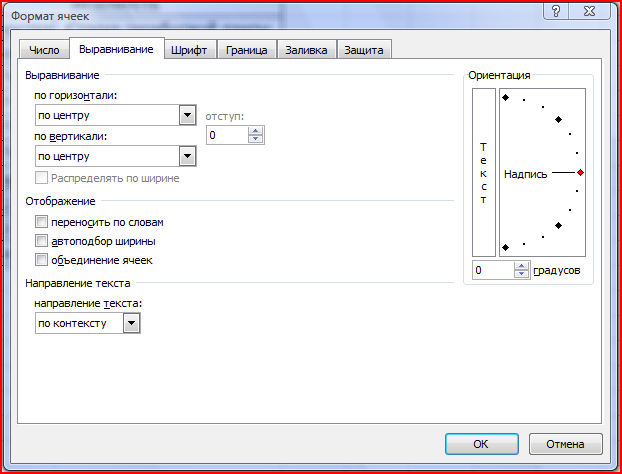 Формат ячеек
Число Выравнивание Шрифт Граница Заливка Защита
Выравнивание
по горизонтали:
по центру
отступ:
0
по вертикали:
по центру
Распределять по ширине
Отображение
переносить по словам
автоподбор ширины
объединение ячеек
Направление текста
направление текста:
по контексту
Ориентация
Текст
Надпись
0 градусов
ОК Отмена